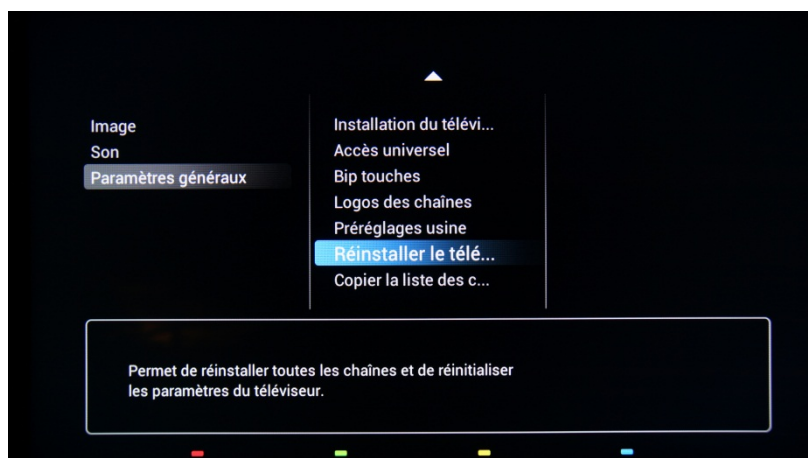 Image
Son
Paramètres généraux
Installation du télévi...
Accès universel
Bip touches
Logos des chaînes
Préréglages usine
Réinstaller le télé...
Copier la liste des c...
Permet de réinstaller toutes les chaînes et de réinitialiser
les paramètres du téléviseur.